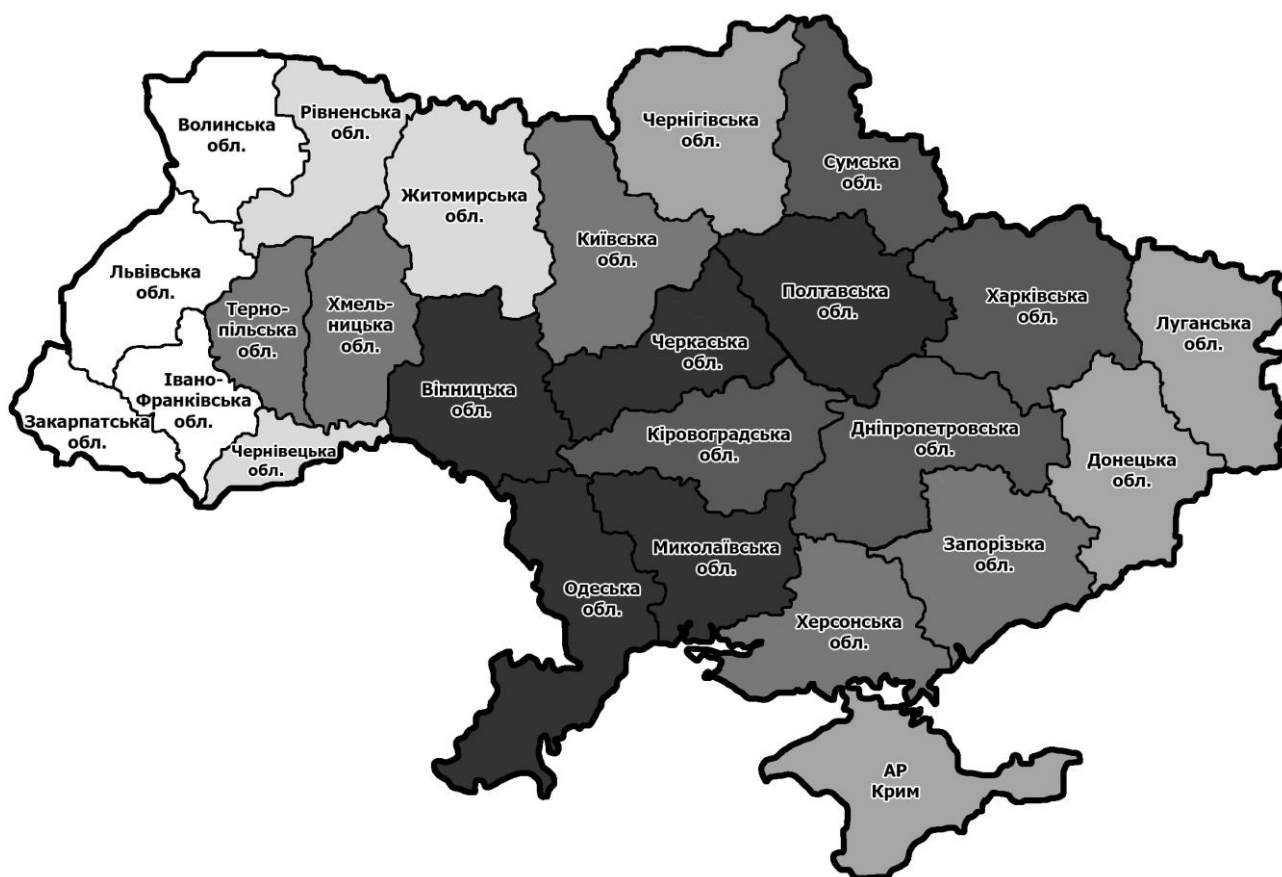 Волинська
обл.
Рівненська
обл.
Житомирська
обл.
Чернігівська
обл.
Сумська
обл.
Київська
обл.
Львівська
обл.
Терно-
пільська
обл.
Хмель-
ницька
обл.
Полтавська
обл.
Харківська
обл.
Луганська
обл.
Черкаська
обл.
Вінницька
обл.
Івано-
Франківська
обл.
Закарпатська
обл.
Чернівецька
обл.
Кіровоградська
обл.
Дніпропетровська
обл.
Донецька
обл.
Миколаївська
обл.
Запорізька
обл.
Одеська
обл.
Херсонська
обл.
АР
Крим